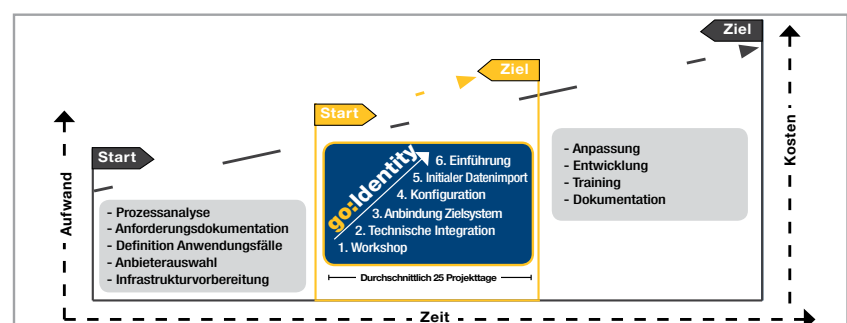 Ziel
Ziel
Start
Start
Aufwand
Kosten
- Prozessanalyse
- Anforderungsdokumentation
- Definition Anwendungsfälle
- Anbieterauswahl
- Infrastrukturvorbereitung
go:Identity
6. Einführung
5. Initialer Datenimport
4. Konfiguration
3. Anbindung Zielsystem
2. Technische Integration
1. Workshop
Durchschnittlich 25 Projekttage
- Anpassung
- Entwicklung
- Training
- Dokumentation
Zeit